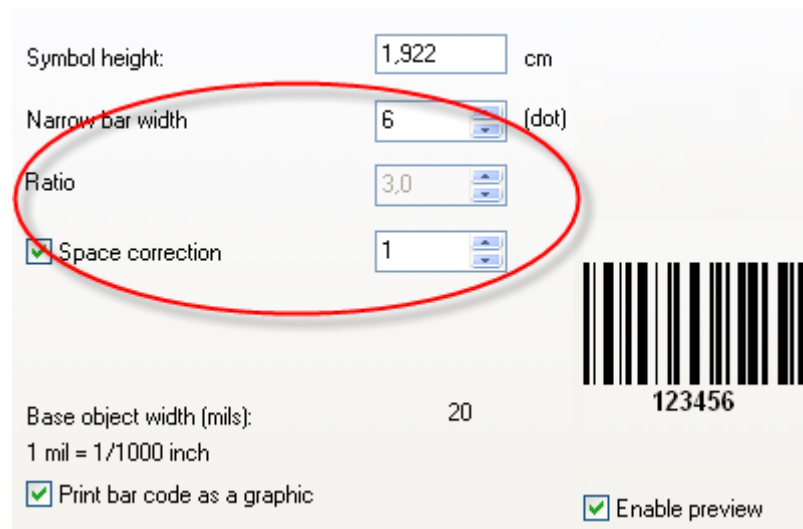 Symbol height: 1,922 cm
Narrow bar width 6 (dot)
Ratio 3,0
Space correction 1
123456
Base object width (mils): 20
1 mil = 1/1000 inch
Print bar code as a graphic
Enable preview